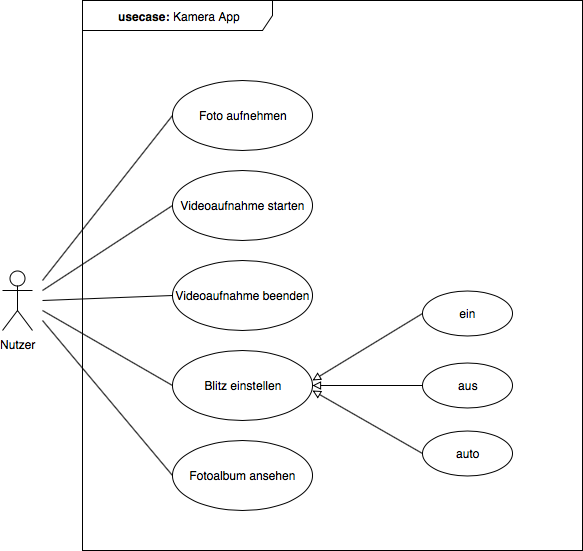 usecase: Kamera App
Foto aufnehmen
Videoaufnahme starten
Videoaufnahme beenden
ein
Nutzer
Blitz einstellen
aus
auto
Fotoalbum ansehen